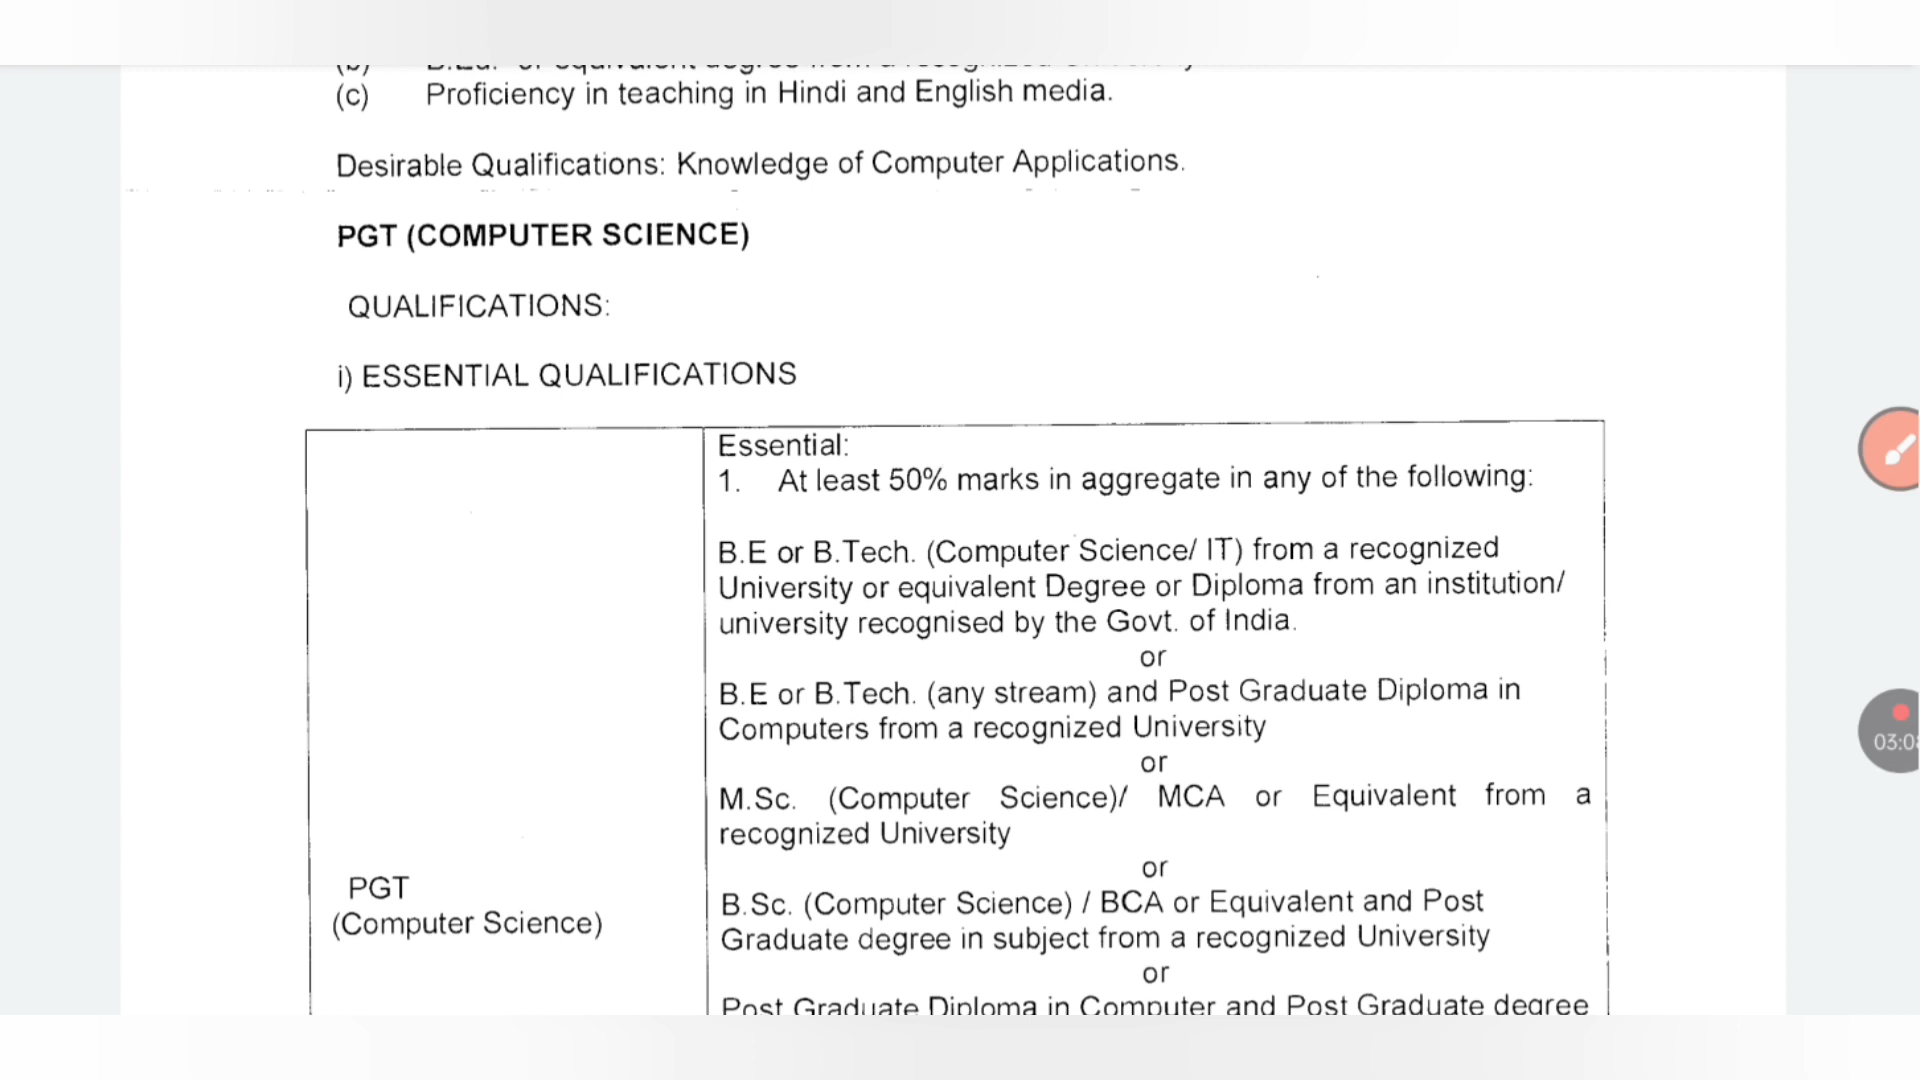 (c) Proficiency in teaching in Hindi and English media.
Desirable Qualifications: Knowledge of Computer Applications.
PGT (COMPUTER SCIENCE)
QUALIFICATIONS:
i) ESSENTIAL QUALIFICATIONS
Essential:
1. At least 50% marks in aggregate in any of the following:
B.E or B.Tech. (Computer Science/ IT) from a recognized
University or equivalent Degree or Diploma from an institution/
university recognised by the Govt. of India.
or
B.E or B.Tech. (any stream) and Post Graduate Diploma in
Computers from a recognized University
or
M.Sc. (Computer Science)/ MCA or Equivalent from a
recognized University
or
PGT
(Computer Science)
B.Sc. (Computer Science) / BCA or Equivalent and Post
Graduate degree in subject from a recognized University
or
Post Graduate Diploma in Computer and Post Graduate degree